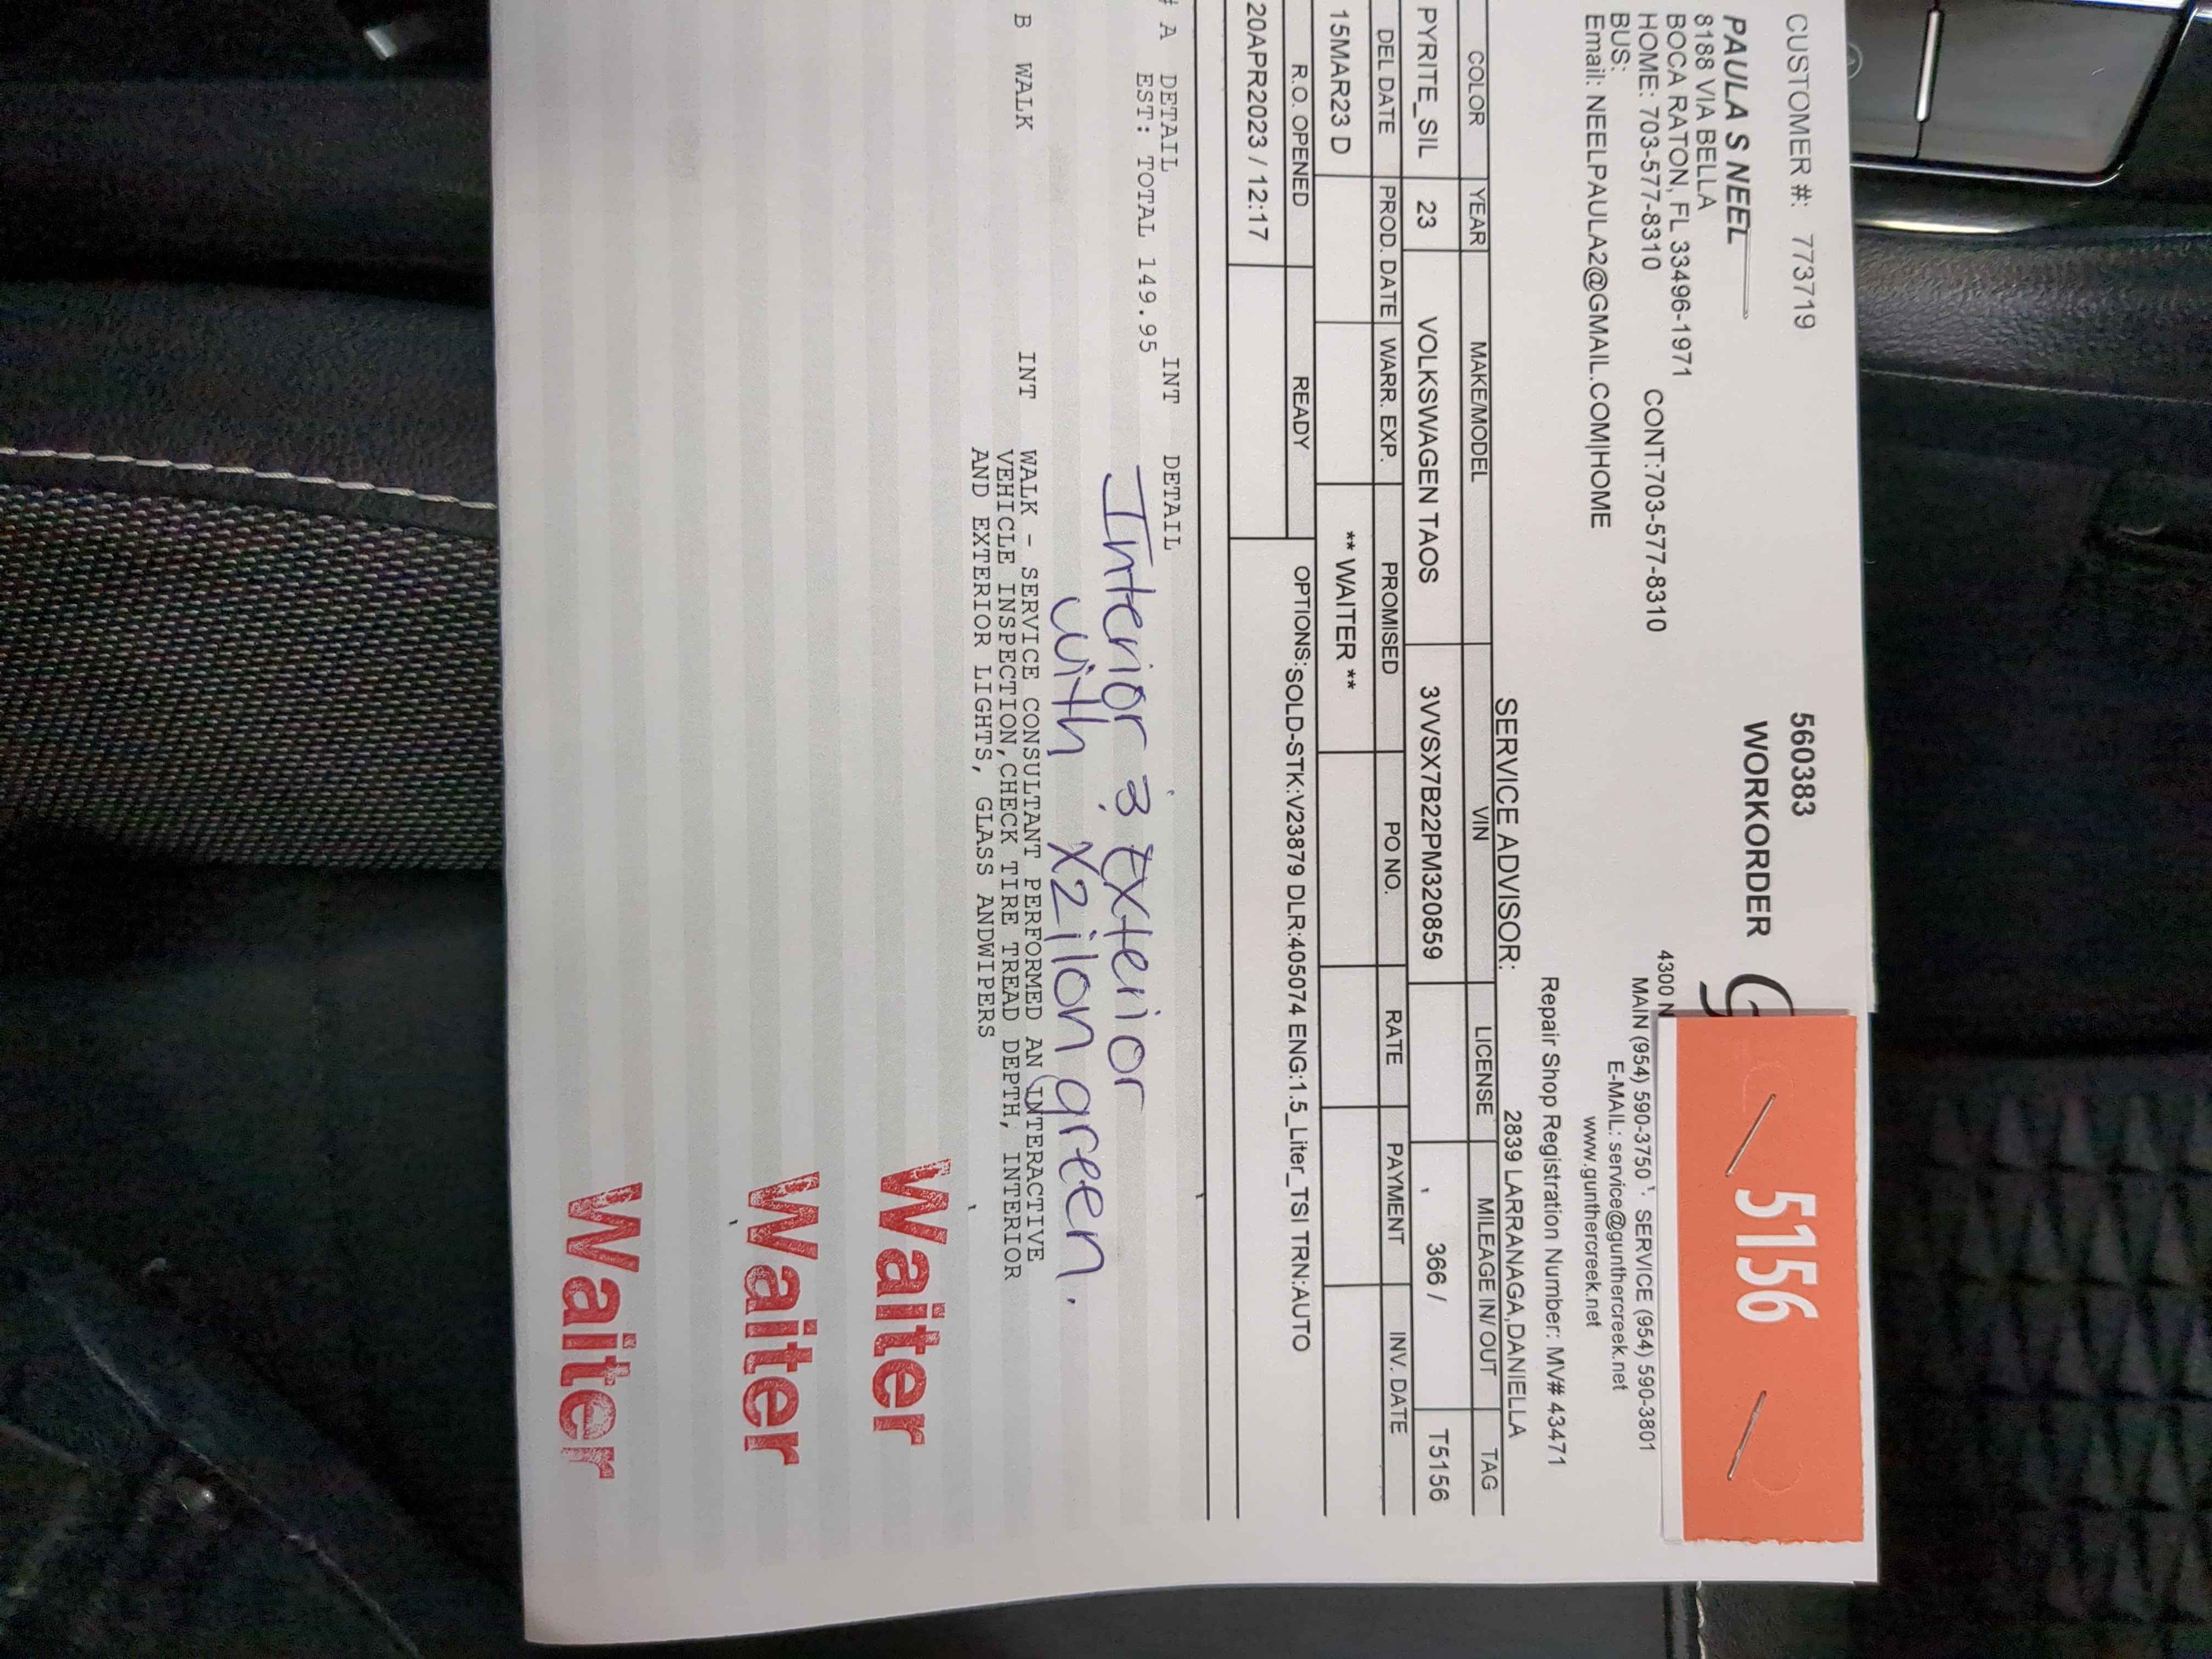 CUSTOMER #: 773719
560383
WORKORDER
5156
PAULA S NEEL
8188 VIA BELLA
BOCA RATON, FL 33496-1971
HOME: 703-577-8310 CONT:703-577-8310
BUS:
Email: NEELPAULA2@GMAIL.COM|HOME
4300 N
MAIN (954) 590-3750 SERVICE (954) 590-3801
E-MAIL: service@gunthercreek.net
www.gunthercreek.net
Repair Shop Registration Number: MV# 43471
SERVICE ADVISOR: 2839 LARRANAGA, DANIELLA
COLOR YEAR MAKE/MODEL VIN LICENSE MILEAGE IN/ OUT TAG
PYRITE_SIL 23 VOLKSWAGEN TAOS 3VVSX7B22PM320859 366 / T5156
DEL DATE PROD. DATE WARR. EXP. PROMISED PO NO. RATE PAYMENT INV. DATE
15MAR23 D ** WAITER **
R.O. OPENED READY OPTIONS:SOLD-STK:V23879 DLR:405074 ENG:1.5_Liter_TSI TRN:AUTO
20APR2023 / 12:17
# A DETAIL INT DETAIL
EST: TOTAL 149.95
Interior & Exterior
with Xzilon green.
B WALK INT WALK - SERVICE CONSULTANT PERFORMED AN INTERACTIVE
VEHICLE INSPECTION,CHECK TIRE TREAD DEPTH, INTERIOR
AND EXTERIOR LIGHTS, GLASS ANDWIPERS
Waiter
Waiter
Waiter